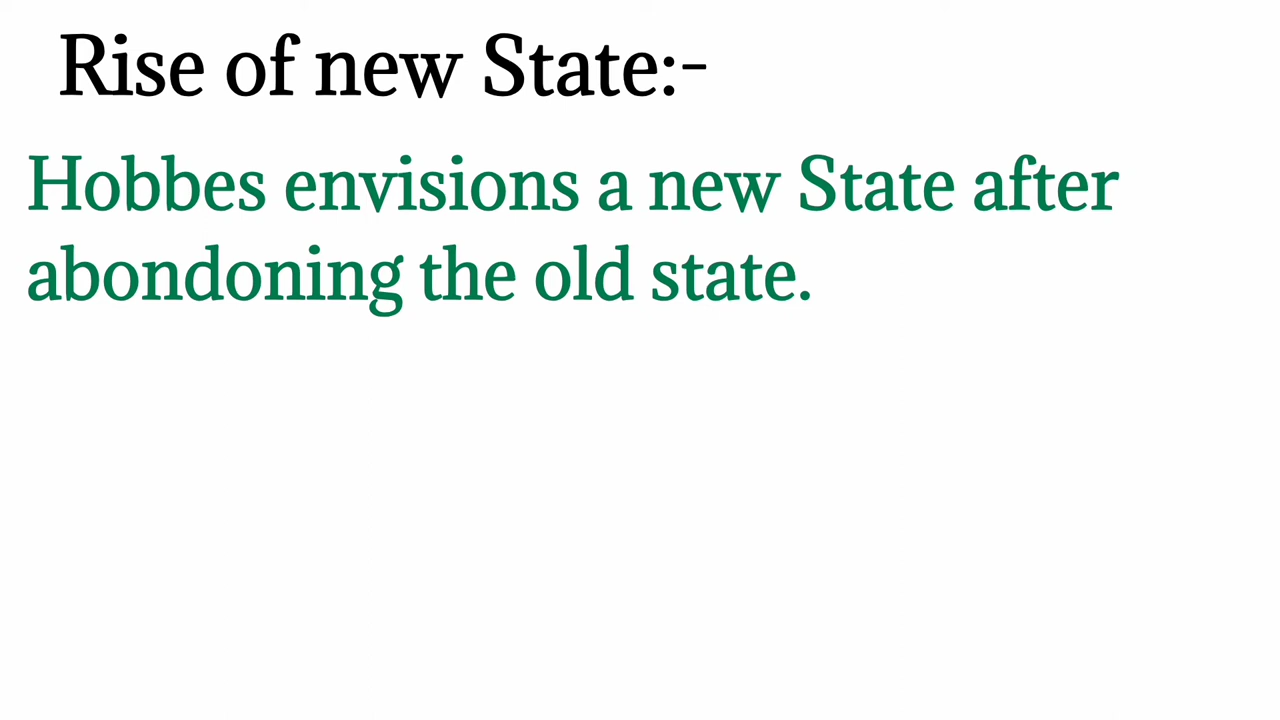 Rise of new State:-
Hobbes envisions a new State after
abondoning the old state.